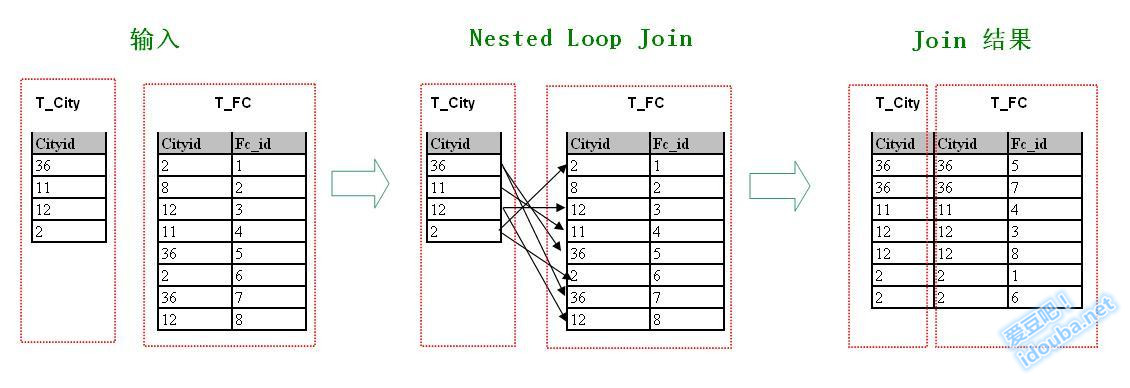 输入
T_City
T_FC
Cityid
Cityid Fc_id
36
2 1
11
8 2
12
12 3
2
11 4
36 5
2 6
36 7
12 8
Nested Loop Join
T_City
T_FC
Cityid
Cityid Fc_id
36
2 1
11
8 2
12
12 3
2
11 4
36 5
2 6
36 7
12 8
Join 结果
T_City
T_FC
Cityid Cityid Fc_id
36 36 5
36 36 7
11 11 4
12 12 3
12 12 8
2 2 1
2 2 6
爱豆吧！
idouba.net